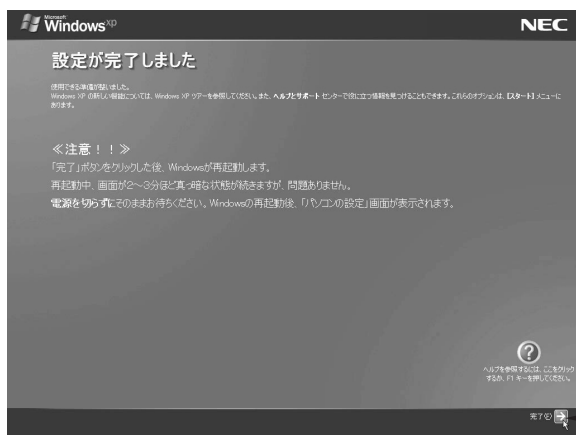 Microsoft
Windows xp
NEC
設定が完了しました
使用できる準備が整いました。
Windows XP の新しい機能については、Windows XP ツアーを参照してください。また、ヘルプとサポート センターで役に立つ情報を見つけることもできます。これらのオプションは、[スタート] メニューに
あります。
≪注意！！≫
「完了」ボタンをクリックした後、Windowsが再起動します。
再起動中、画面が2～3分ほど真っ暗な状態が続きますが、問題ありません。
電源を切らずにそのままお待ちください。Windowsの再起動後、「パソコンの設定」画面が表示されます。
?
ヘルプを参照するには、ここをクリック
するか、F1 キーを押してください。
完了(F)